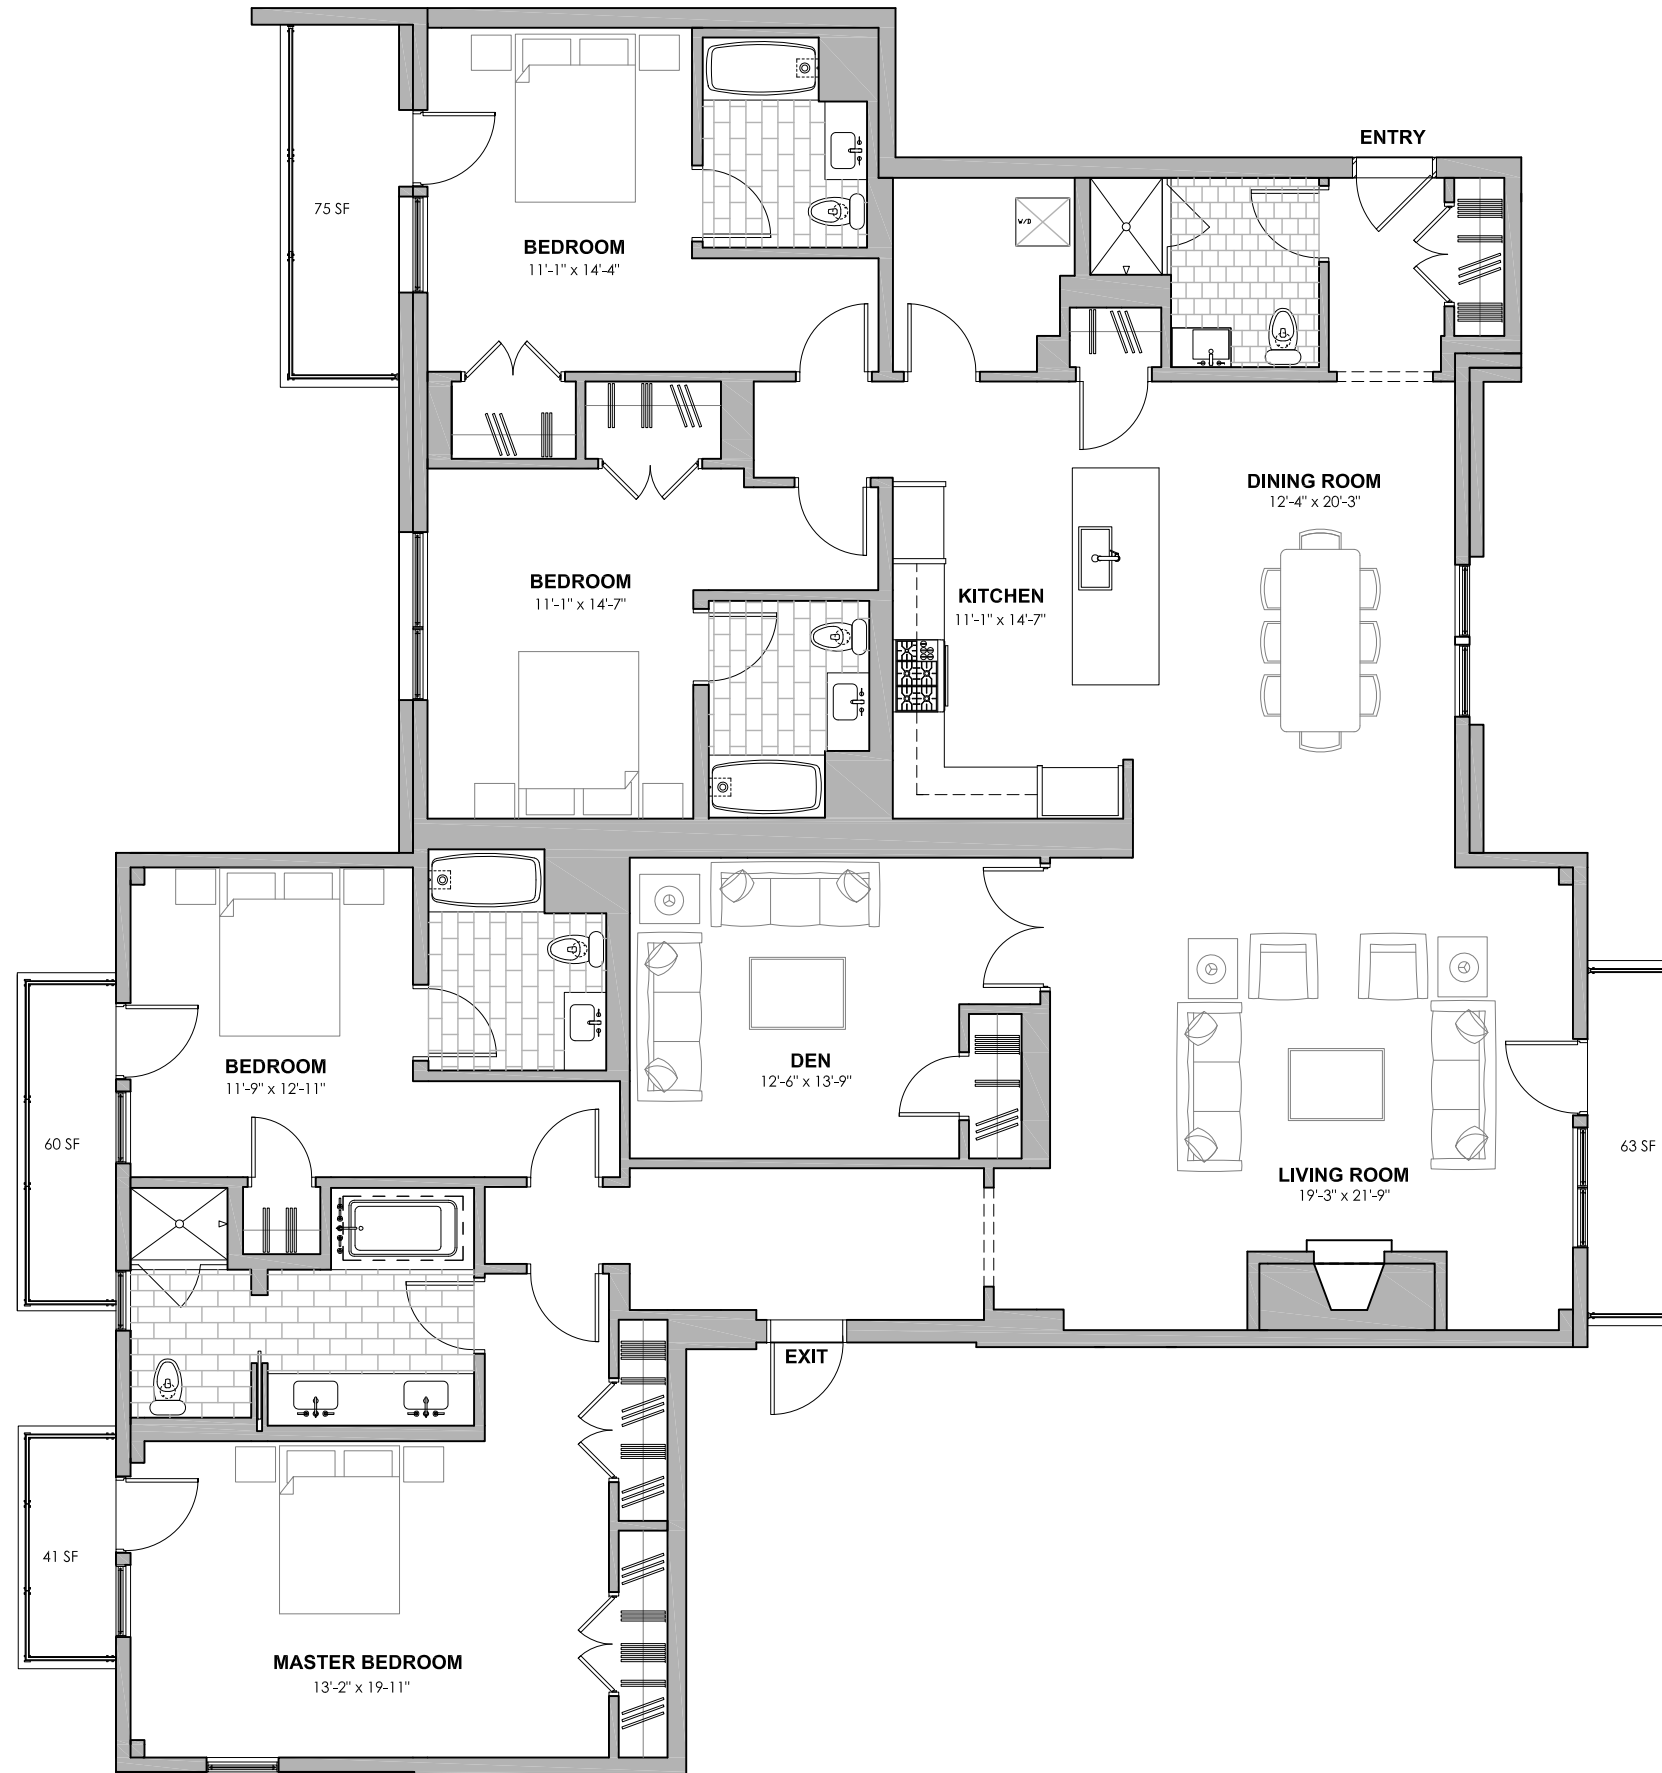 ENTRY
75 SF
W/D
BEDROOM
11'-1" x 14'-4"
DINING ROOM
12'-4" x 20'-3"
BEDROOM
11'-1" x 14'-7"
KITCHEN
11'-1" x 14'-7"
BEDROOM
11'-9" x 12'-11"
DEN
12'-6" x 13'-9"
60 SF
63 SF
LIVING ROOM
19'-3" x 21'-9"
EXIT
41 SF
MASTER BEDROOM
13'-2" x 19-11"